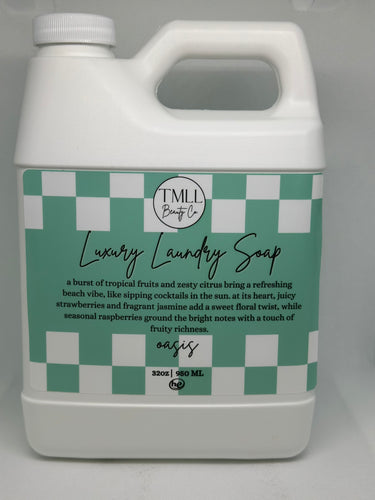 TMLL
Beauty Co
Luxury Laundry Soap
a burst of tropical fruits and zesty citrus bring a refreshing
beach vibe, like sipping cocktails in the sun. at its heart, juicy
strawberries and fragrant jasmine add a sweet floral twist, while
seasonal raspberries ground the bright notes with a touch of
fruity richness.
oasis
32oz| 950 ML
he